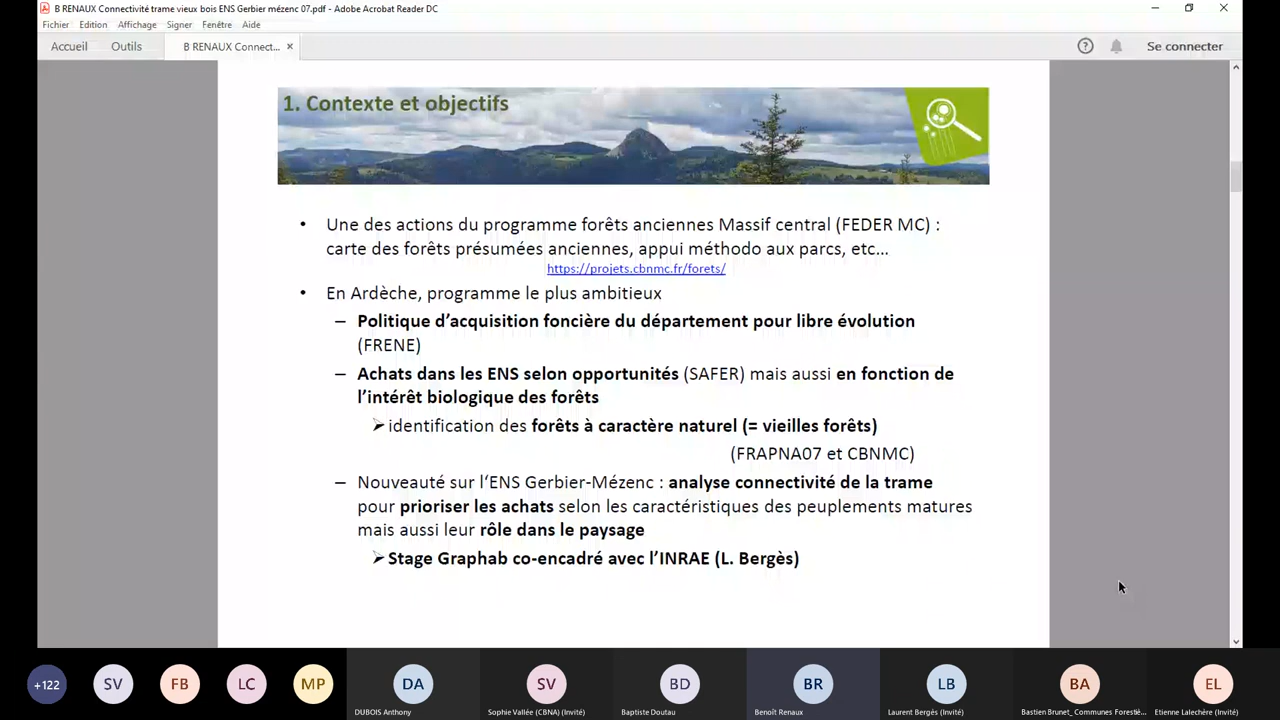 B RENAUX Connectivité trame vieux bois ENS Gerbier mézenc 07.pdf - Adobe Acrobat Reader DC
Fichier Edition Affichage Signer Fenêtre Aide
Accueil Outils B RENAUX Connect... × Se connecter
1. Contexte et objectifs
• Une des actions du programme forêts anciennes Massif central (FEDER MC) :
carte des forêts présumées anciennes, appui méthodo aux parcs, etc…
https://projets.cbnmc.fr/forets/
• En Ardèche, programme le plus ambitieux
– Politique d’acquisition foncière du département pour libre évolution
(FRENE)
– Achats dans les ENS selon opportunités (SAFER) mais aussi en fonction de
l’intérêt biologique des forêts
➢ identification des forêts à caractère naturel (= vieilles forêts)
(FRAPNA07 et CBNMC)
– Nouveauté sur l‘ENS Gerbier-Mézenc : analyse connectivité de la trame
pour prioriser les achats selon les caractéristiques des peuplements matures
mais aussi leur rôle dans le paysage
➢ Stage Graphab co-encadré avec l’INRAE (L. Bergès)
+122 SV FB LC MP DA SV BD BR LB BA EL
DUBOIS Anthony Sophie Vallée (CBNA) (Invité) Baptiste Doutau Benoît Renaux Laurent Bergès (Invité) Bastien Brunet_ Communes Forestiè... Etienne Lalechère (Invité)